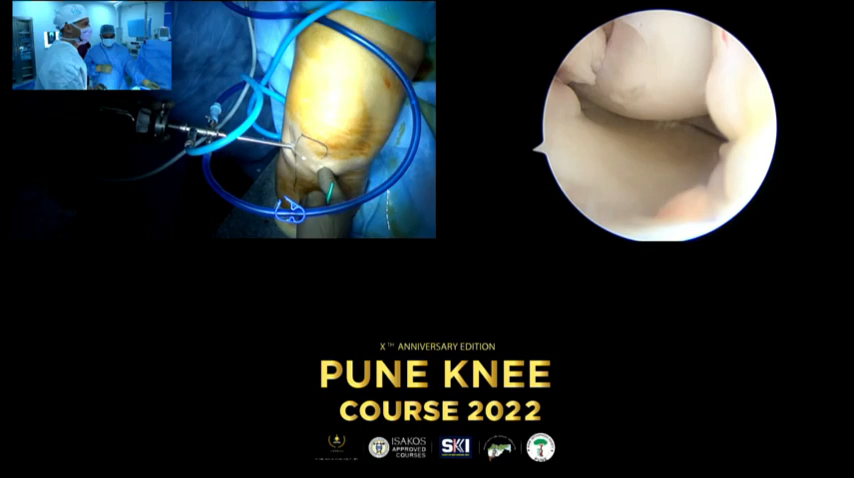 X TH ANNIVERSARY EDITION
PUNE KNEE
COURSE 2022
ISAKOS
APPROVED
COURSES
SKI